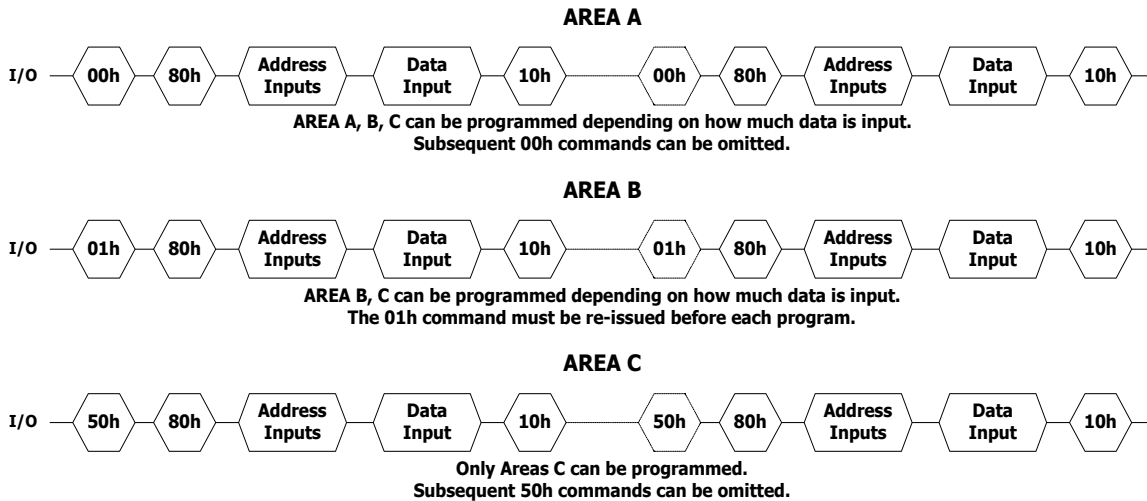 AREA A
I/O 00h 80h Address Inputs Data Input 10h 00h 80h Address Inputs Data Input 10h
AREA A, B, C can be programmed depending on how much data is input.
Subsequent 00h commands can be omitted.
AREA B
I/O 01h 80h Address Inputs Data Input 10h 01h 80h Address Inputs Data Input 10h
AREA B, C can be programmed depending on how much data is input.
The 01h command must be re-issued before each program.
AREA C
I/O 50h 80h Address Inputs Data Input 10h 50h 80h Address Inputs Data Input 10h
Only Areas C can be programmed.
Subsequent 50h commands can be omitted.